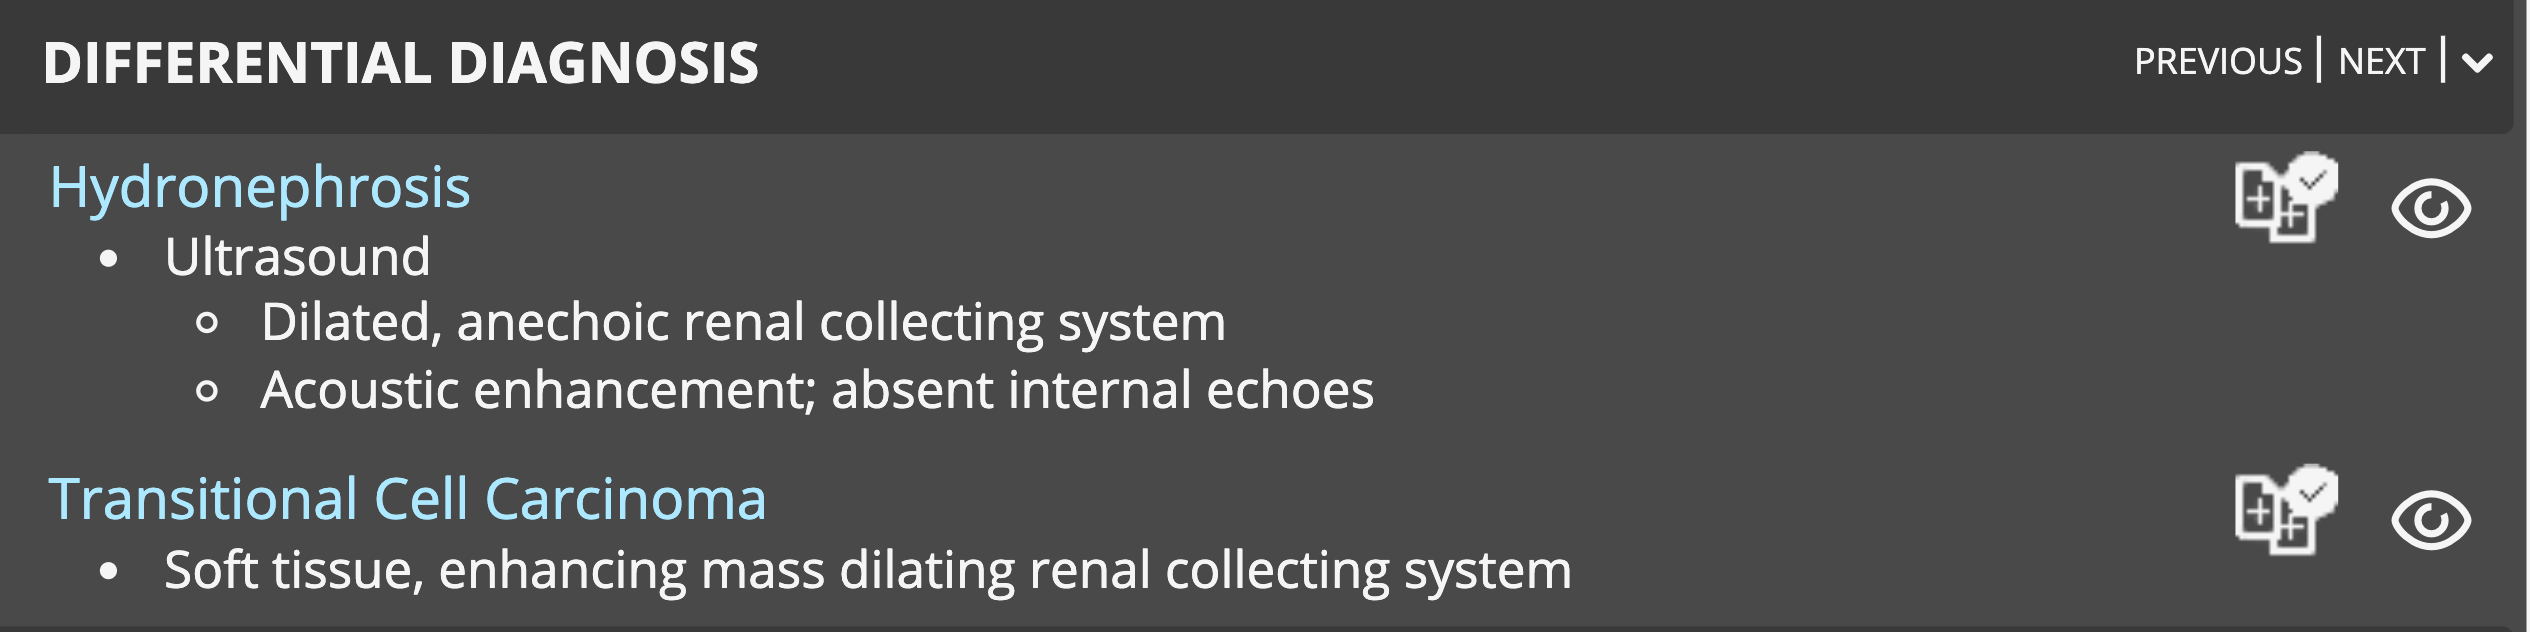 DIFFERENTIAL DIAGNOSIS
PREVIOUS | NEXT |
Hydronephrosis
• Ultrasound
○ Dilated, anechoic renal collecting system
○ Acoustic enhancement; absent internal echoes
Transitional Cell Carcinoma
• Soft tissue, enhancing mass dilating renal collecting system